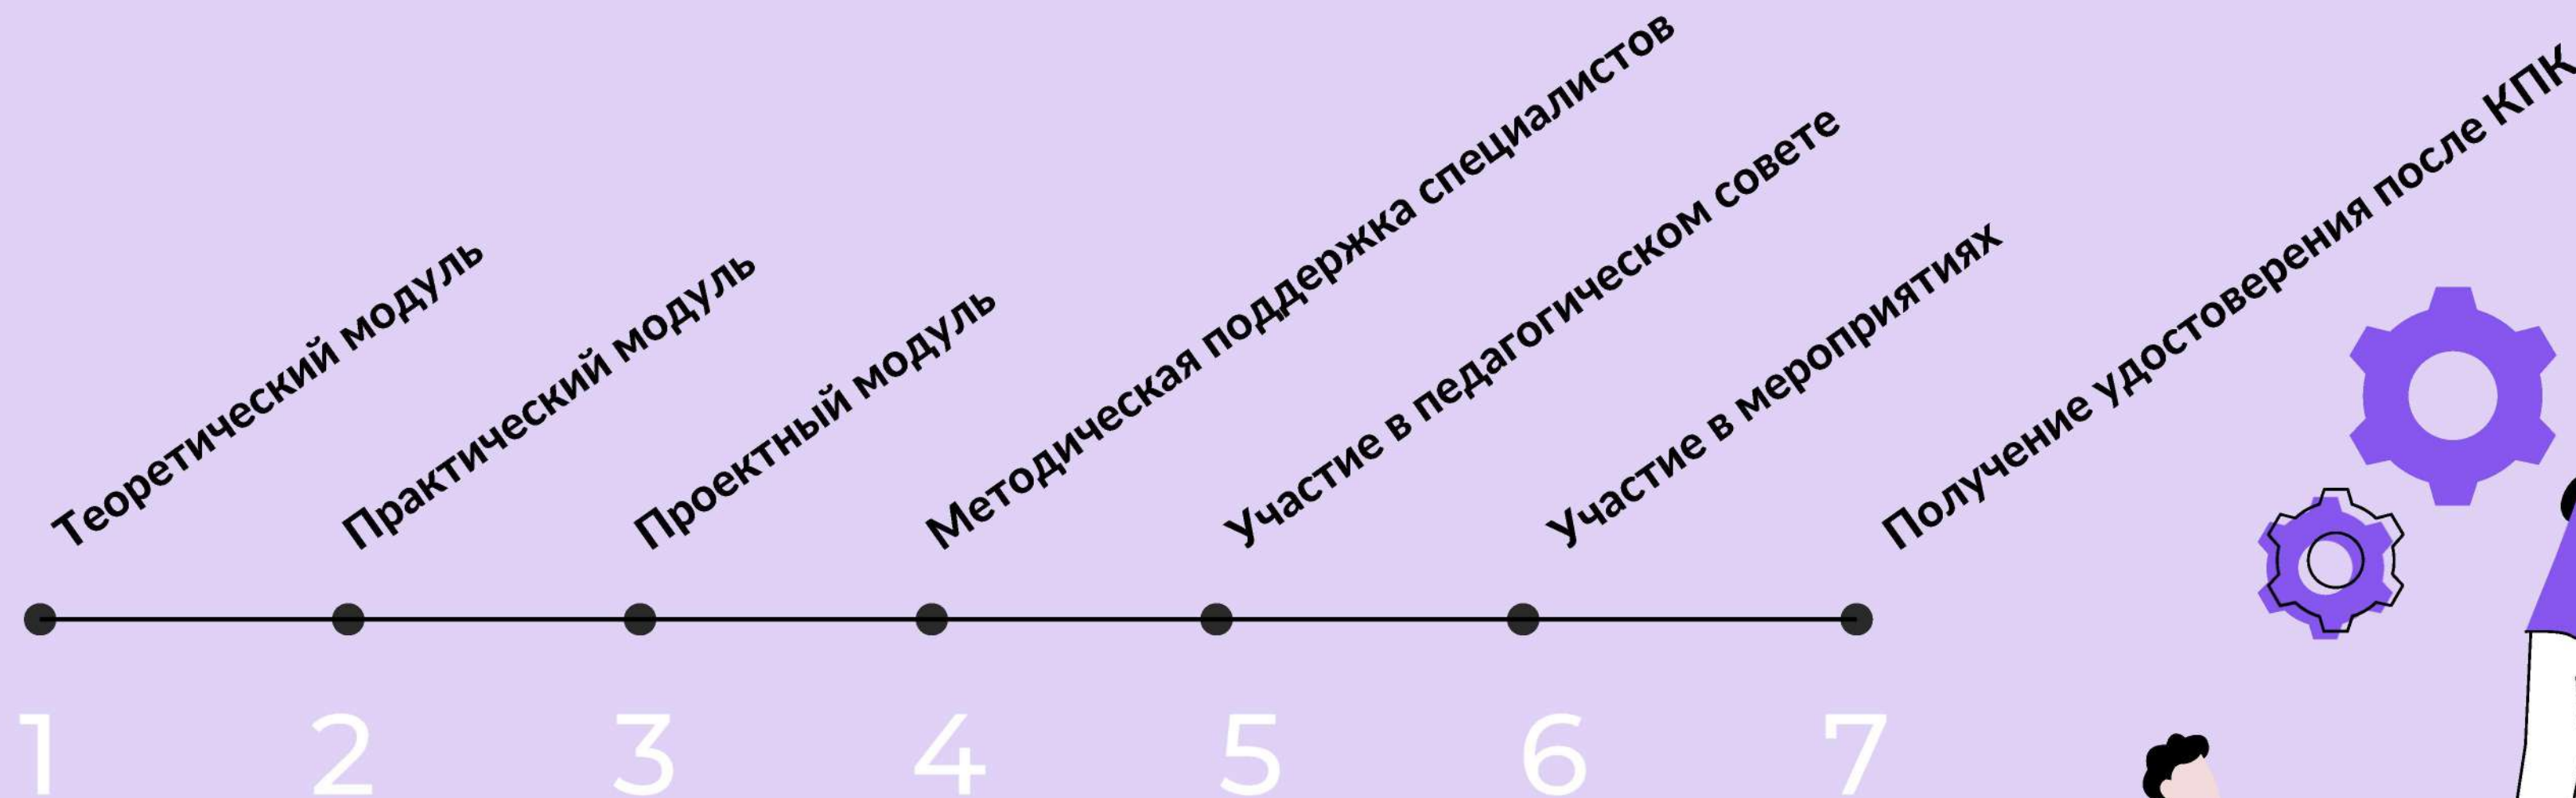 Теоретический модуль
Практический модуль
Проектный модуль
Методическая поддержка специалистов
Участие в педагогическом совете
Участие в мероприятиях
Получение удостоверения после КПК
1
2
3
4
5
6
7